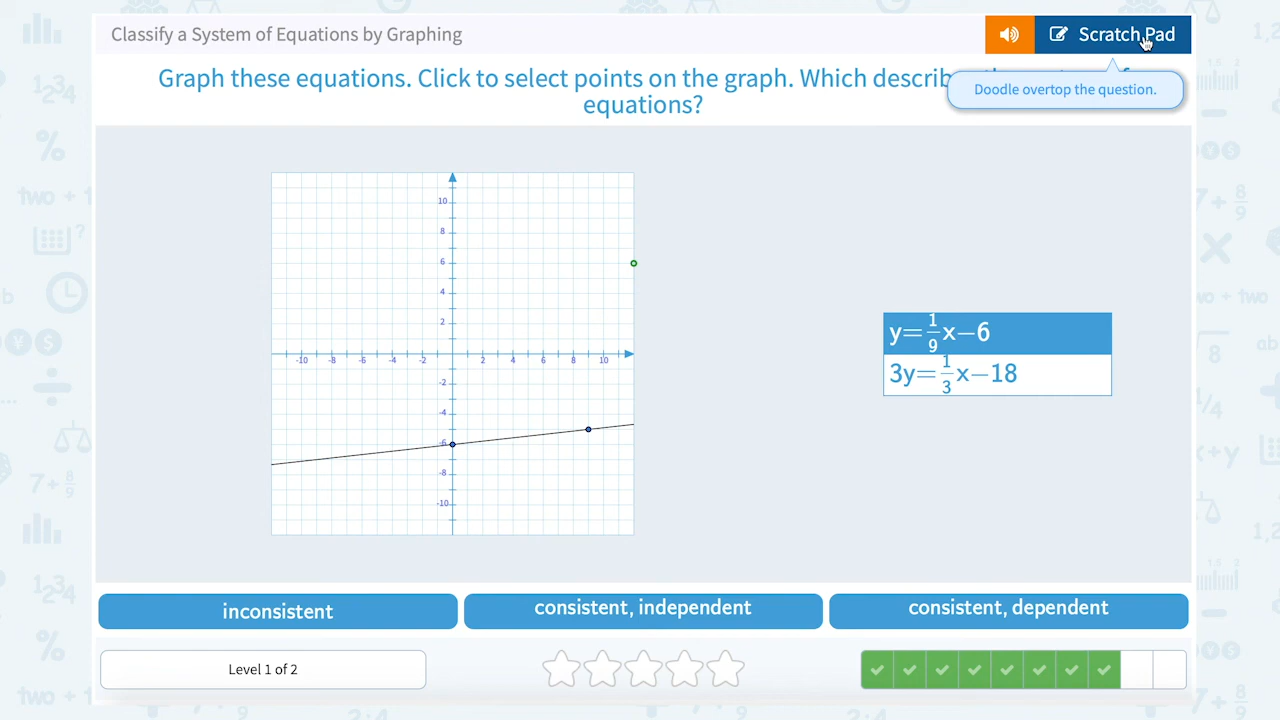 Classify a System of Equations by Graphing
Scratch Pad
Graph these equations. Click to select points on the graph. Which
equations?
Doodle overtop the question.
10
8
6
4
2
-10 -8 -6 -4 -2 2 4 6 8 10
-2
-4
-6
-8
-10
y=1/9x−6
3y=1/3x−18
inconsistent
consistent, independent
consistent, dependent
Level 1 of 2